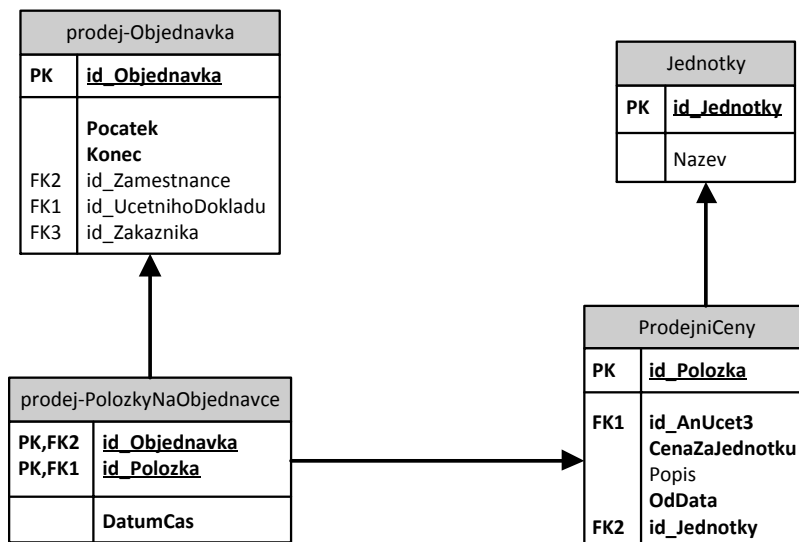 prodej-Objednavka
PK id_Objednavka
Pocatek
Konec
FK2 id_Zamestnance
FK1 id_UcetnihoDokladu
FK3 id_Zakaznika
Jednotky
PK id_Jednotky
Nazev
prodej-PolozkyNaObjednavce
PK,FK2 id_Objednavka
PK,FK1 id_Polozka
DatumCas
ProdejniCeny
PK id_Polozka
FK1 id_AnUcet3
CenaZaJednotku
Popis
OdData
FK2 id_Jednotky